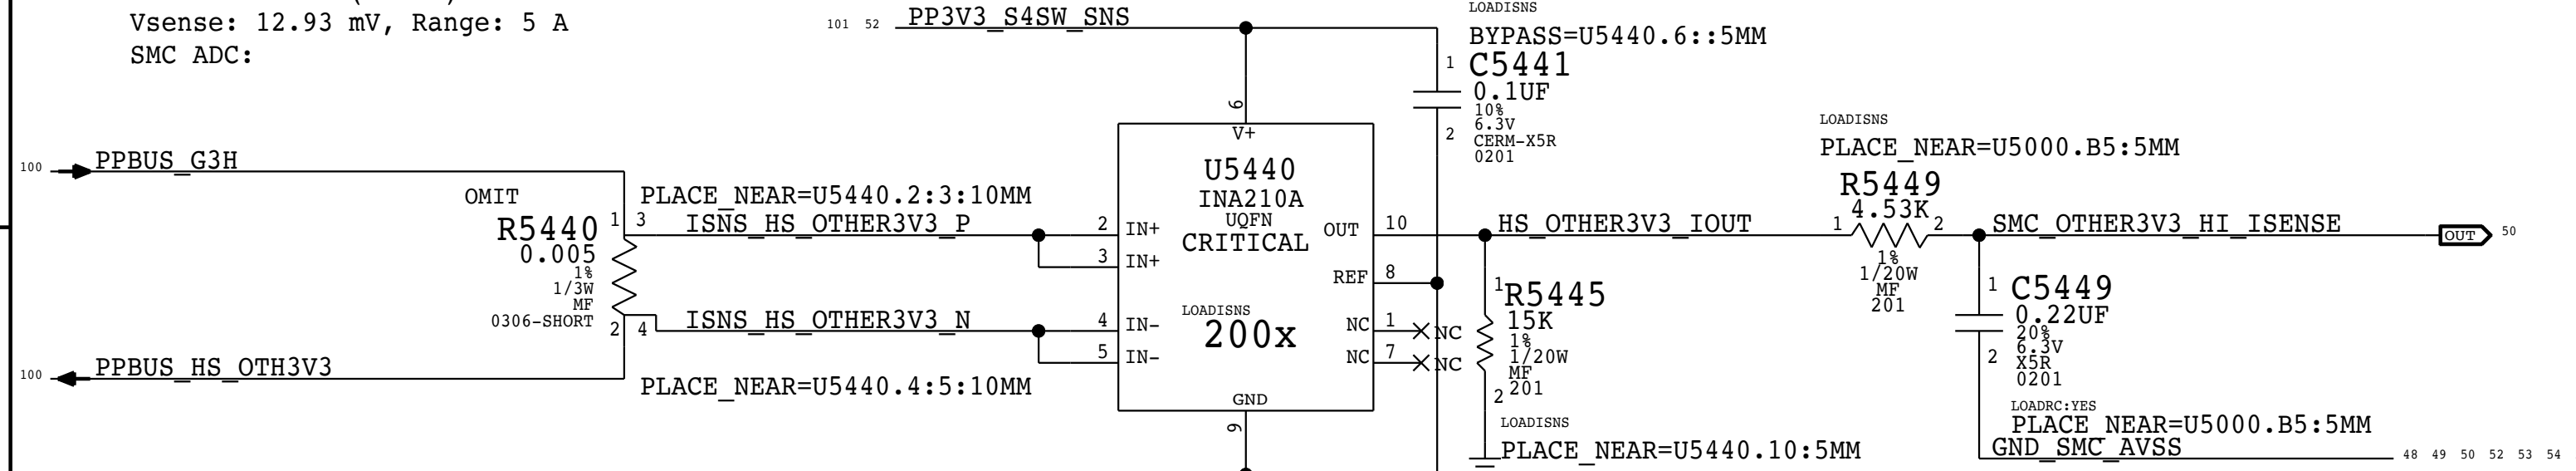 Vsense: 12.93 mV, Range: 5 A
SMC ADC:
101 52 PP3V3_S4SW_SNS
LOADISNS
BYPASS=U5440.6::5MM
1 C5441
0.1UF
10%
6.3V
2 CERM-X5R
0201
6
V+
100 PPBUS_G3H
OMIT
R5440
0.005
1%
1/3W
MF
0306-SHORT
1 3
2 4
100 PPBUS_HS_OTH3V3
PLACE_NEAR=U5440.2:3:10MM
ISNS_HS_OTHER3V3_P
ISNS_HS_OTHER3V3_N
PLACE_NEAR=U5440.4:5:10MM
2 IN+
3 IN+
4 IN-
5 IN-
U5440
INA210A
UQFN
CRITICAL
LOADISNS
200x
GND
9
OUT 10
REF 8
NC 1 NC
NC 7 NC
HS_OTHER3V3_IOUT
1
R5445
15K
1%
1/20W
MF
201
2
LOADISNS
PLACE_NEAR=U5440.10:5MM
LOADISNS
PLACE_NEAR=U5000.B5:5MM
R5449
4.53K
1 2
1%
1/20W
MF
201
SMC_OTHER3V3_HI_ISENSE
OUT 50
1 C5449
0.22UF
20%
6.3V
2 X5R
0201
LOADRC:YES
PLACE_NEAR=U5000.B5:5MM
GND_SMC_AVSS
48 49 50 52 53 54